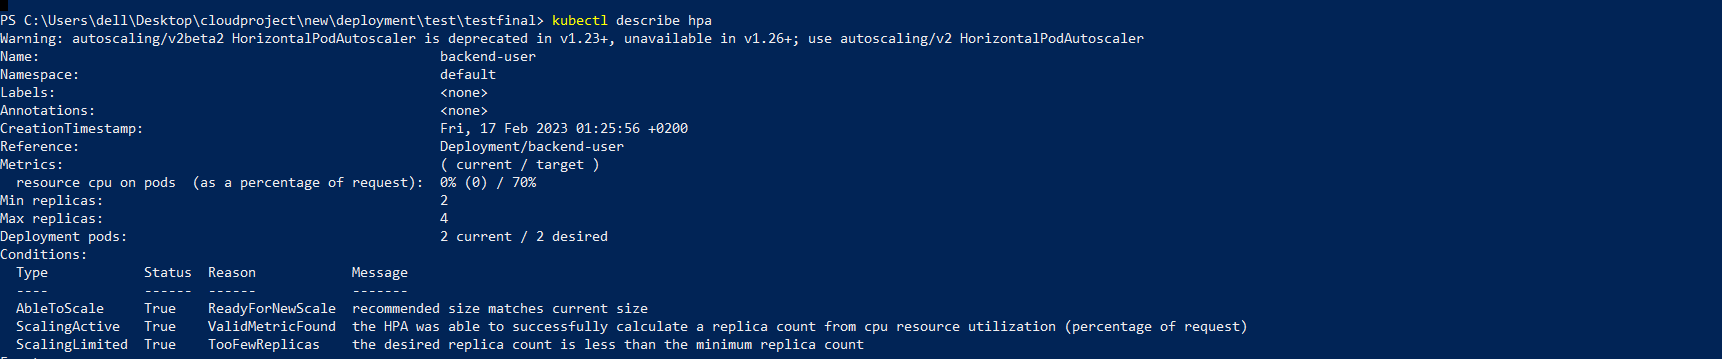 PS C:\Users\dell\Desktop\cloudproject\new\deployment\test\testfinal> kubectl describe hpa
Warning: autoscaling/v2beta2 HorizontalPodAutoscaler is deprecated in v1.23+, unavailable in v1.26+; use autoscaling/v2 HorizontalPodAutoscaler
Name: backend-user
Namespace: default
Labels: <none>
Annotations: <none>
CreationTimestamp: Fri, 17 Feb 2023 01:25:56 +0200
Reference: Deployment/backend-user
Metrics: ( current / target )
resource cpu on pods (as a percentage of request): 0% (0) / 70%
Min replicas: 2
Max replicas: 4
Deployment pods: 2 current / 2 desired
Conditions:
Type Status Reason Message
---- ------ ------ -------
AbleToScale True ReadyForNewScale recommended size matches current size
ScalingActive True ValidMetricFound the HPA was able to successfully calculate a replica count from cpu resource utilization (percentage of request)
ScalingLimited True TooFewReplicas the desired replica count is less than the minimum replica count